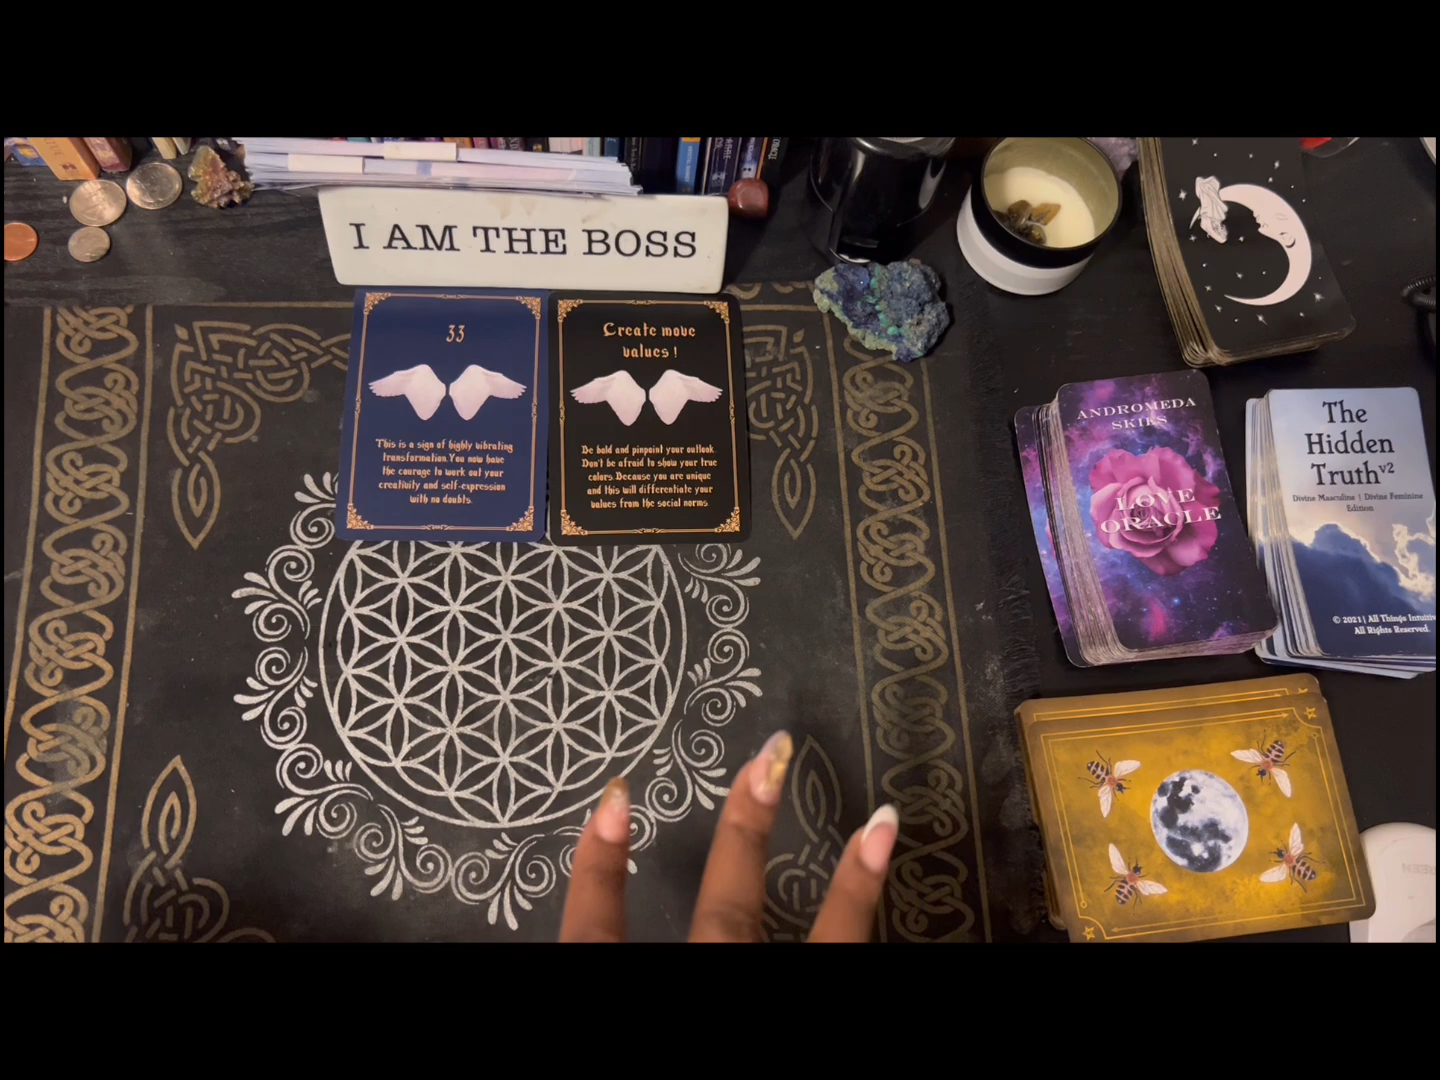 I AM THE BOSS
33
This is a sign of highly vibrating
transformation.You now have
the courage to work out your
creativity and self-expression
with no doubts.
Create more
values !
Be bold and pinpoint your outlook.
Don't be afraid to show your true
colors.Because you are unique
and this will differentiate your
values from the social norms
ANDROMEDA
SKIES
LOVE
ORACLE
The
Hidden
Truth v2
Divine Masculine | Divine Feminine
Edition
© 2021 | All Things Intuitiv
All Rights Reserved.